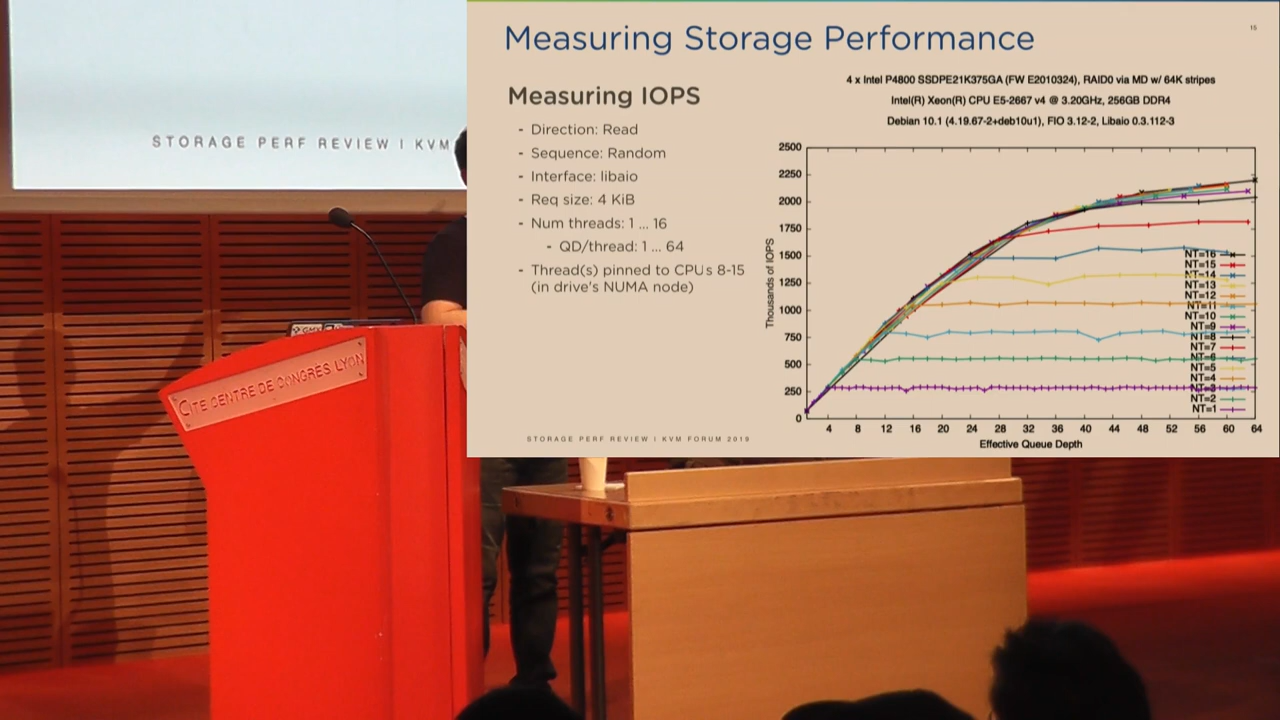 STORAGE PERF REVIEW | KVM
CITE CENTRE DE CONGRES LYON
Measuring Storage Performance
15
Measuring IOPS
- Direction: Read
- Sequence: Random
- Interface: libaio
- Req size: 4 KiB
- Num threads: 1 ... 16
- QD/thread: 1 ... 64
- Thread(s) pinned to CPUs 8-15
(in drive's NUMA node)
STORAGE PERF REVIEW | KVM FORUM 2019
4 x Intel P4800 SSDPE21K375GA (FW E2010324), RAID0 via MD w/ 64K stripes
Intel(R) Xeon(R) CPU E5-2667 v4 @ 3.20GHz, 256GB DDR4
Debian 10.1 (4.19.67-2+deb10u1), FIO 3.12-2, Libaio 0.3.112-3
Thousands of IOPS
2500
2250
2000
1750
1500
1250
1000
750
500
250
0
NT=16
NT=15
NT=14
NT=13
NT=12
NT=11
NT=10
NT=9
NT=8
NT=7
NT=6
NT=5
NT=4
NT=3
NT=2
NT=1
4 8 12 16 20 24 28 32 36 40 44 48 52 56 60 64
Effective Queue Depth